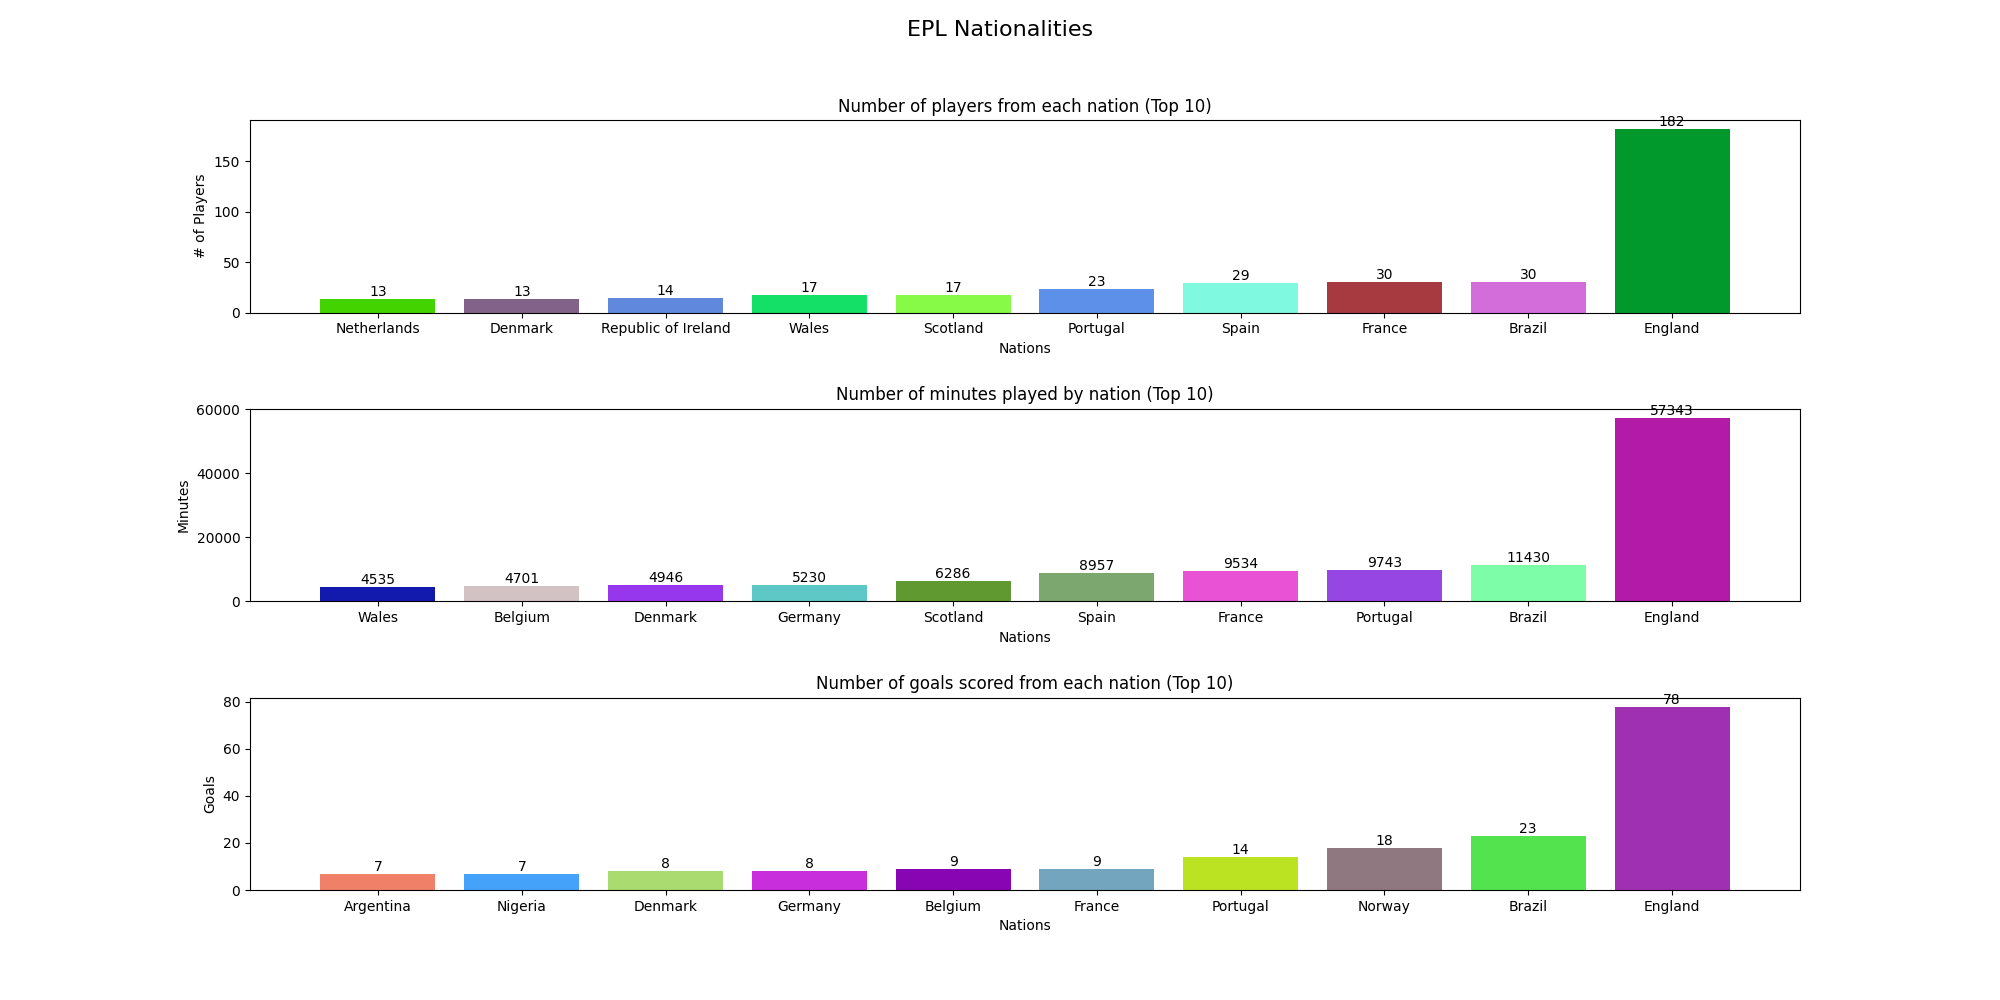 EPL Nationalities
Number of players from each nation (Top 10)
# of Players
150
100
50
0
13 13 14 17 17 23 29 30 30 182
Netherlands Denmark Republic of Ireland Wales Scotland Portugal Spain France Brazil England
Nations
Number of minutes played by nation (Top 10)
Minutes
60000
40000
20000
0
4535 4701 4946 5230 6286 8957 9534 9743 11430 57343
Wales Belgium Denmark Germany Scotland Spain France Portugal Brazil England
Nations
Number of goals scored from each nation (Top 10)
Goals
80
60
40
20
0
7 7 8 8 9 9 14 18 23 78
Argentina Nigeria Denmark Germany Belgium France Portugal Norway Brazil England
Nations